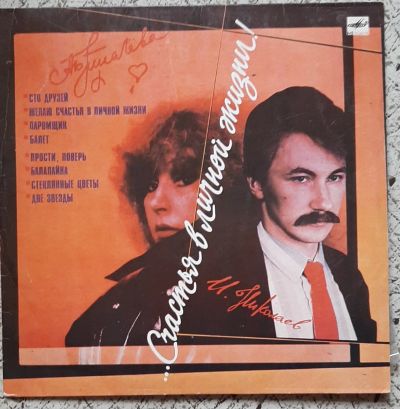 А. Пугачева
СТО ДРУЗЕЙ
ЖЕЛАЮ СЧАСТЬЯ В ЛИЧНОЙ ЖИЗНИ
ПАРОМЩИК
БАЛЕТ
ПРОСТИ, ПОВЕРЬ
БАЛАЛАЙКА
СТЕКЛЯННЫЕ ЦВЕТЫ
ДВЕ ЗВЕЗДЫ
...Счастья в личной жизни!
И. Николаев